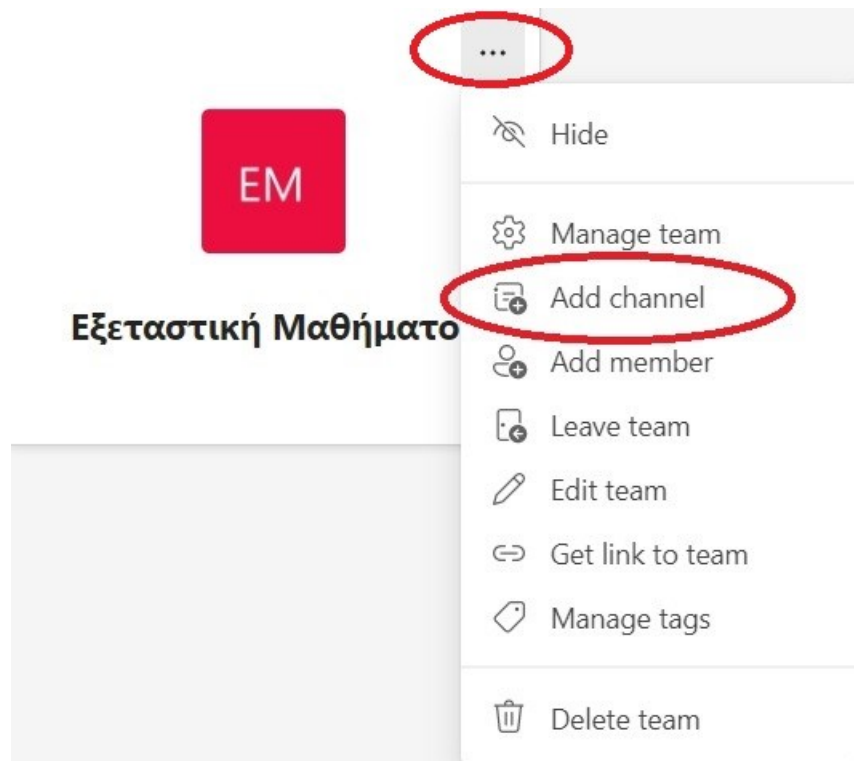 ...
Hide
EM
Manage team
Add channel
Εξεταστική Μαθήματο
Add member
Leave team
Edit team
Get link to team
Manage tags
Delete team